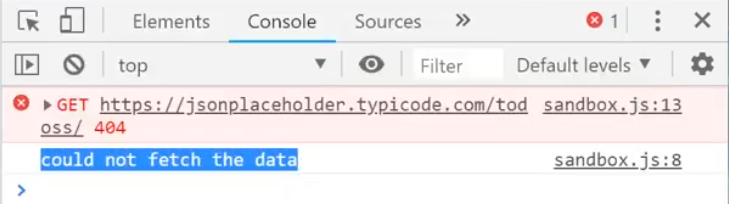 Elements Console Sources » 1
top Filter Default levels
GET https://jsonplaceholder.typicode.com/tod sandbox.js:13
oss/ 404
could not fetch the data sandbox.js:8
>